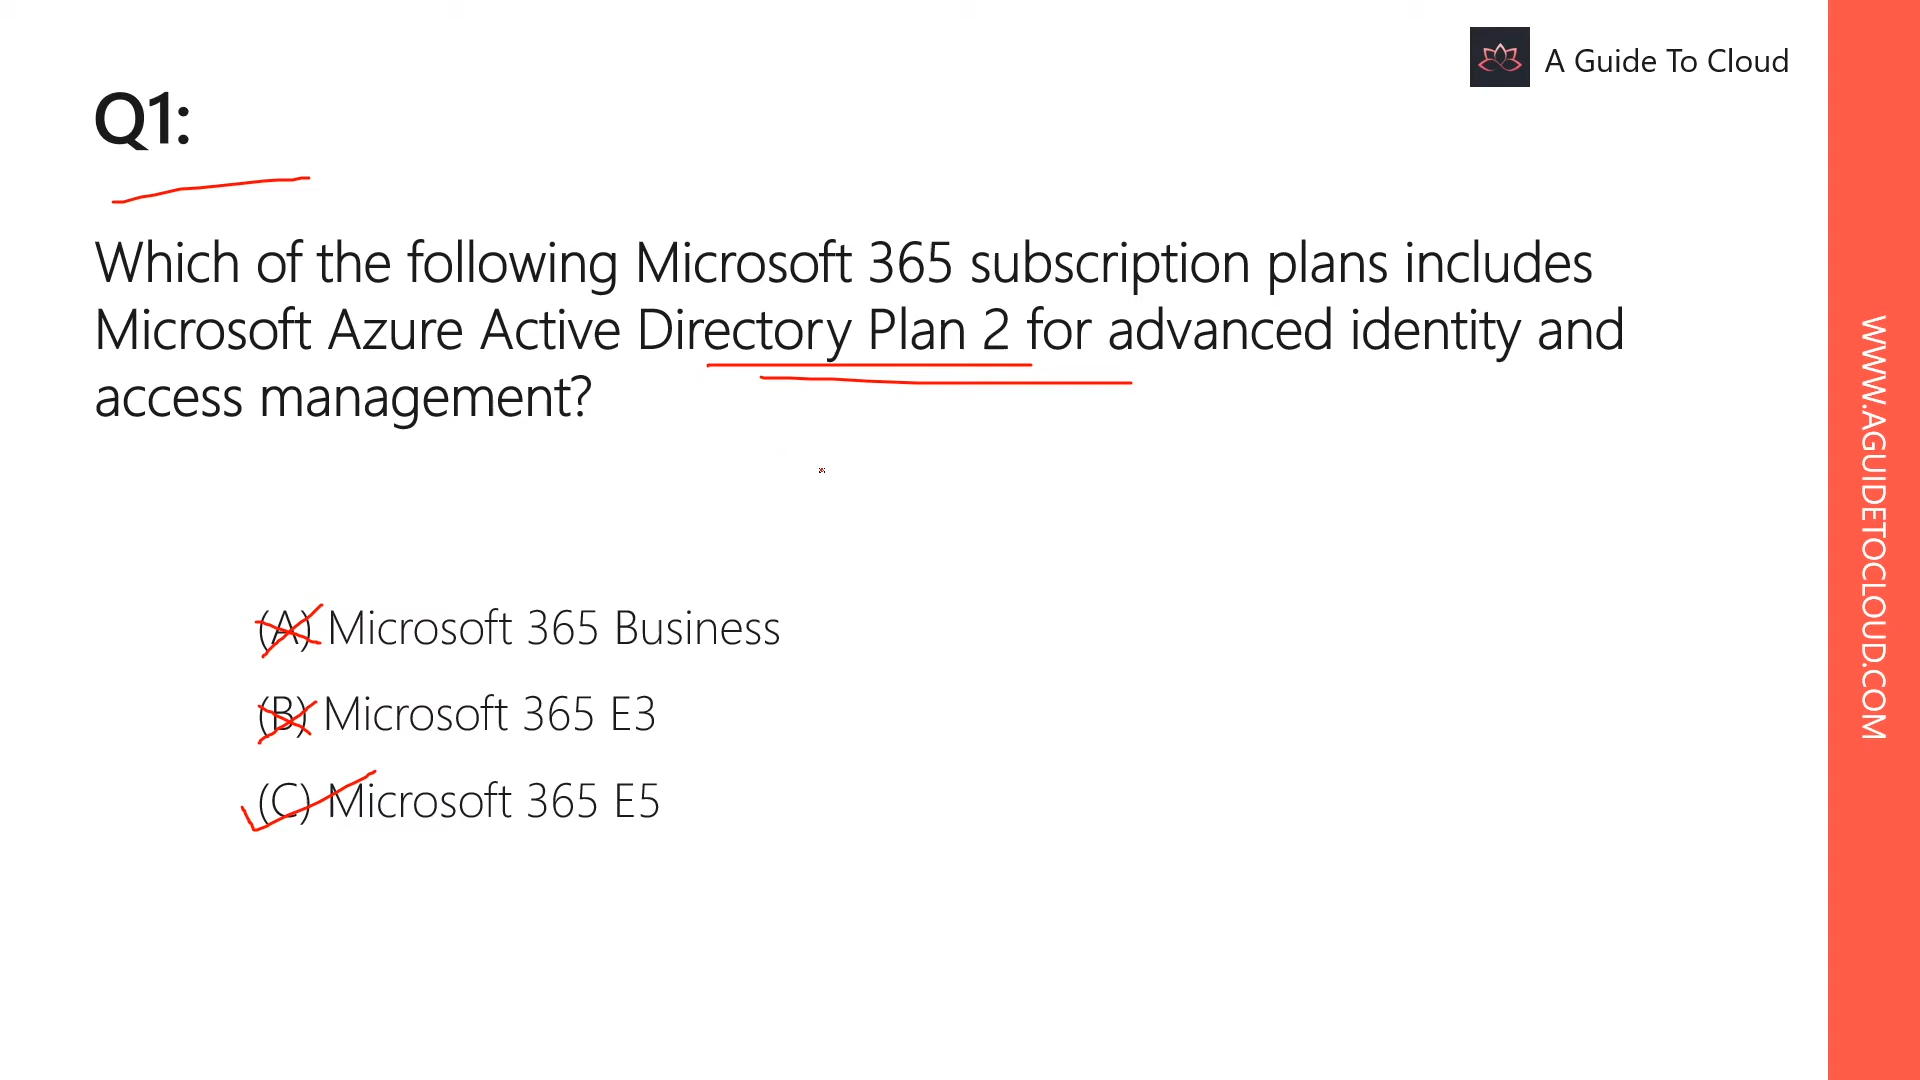 A Guide To Cloud
Q1:
Which of the following Microsoft 365 subscription plans includes
Microsoft Azure Active Directory Plan 2 for advanced identity and
access management?
(A) Microsoft 365 Business
(B) Microsoft 365 E3
(C) Microsoft 365 E5
WWW.AGUIDETOCLOUD.COM